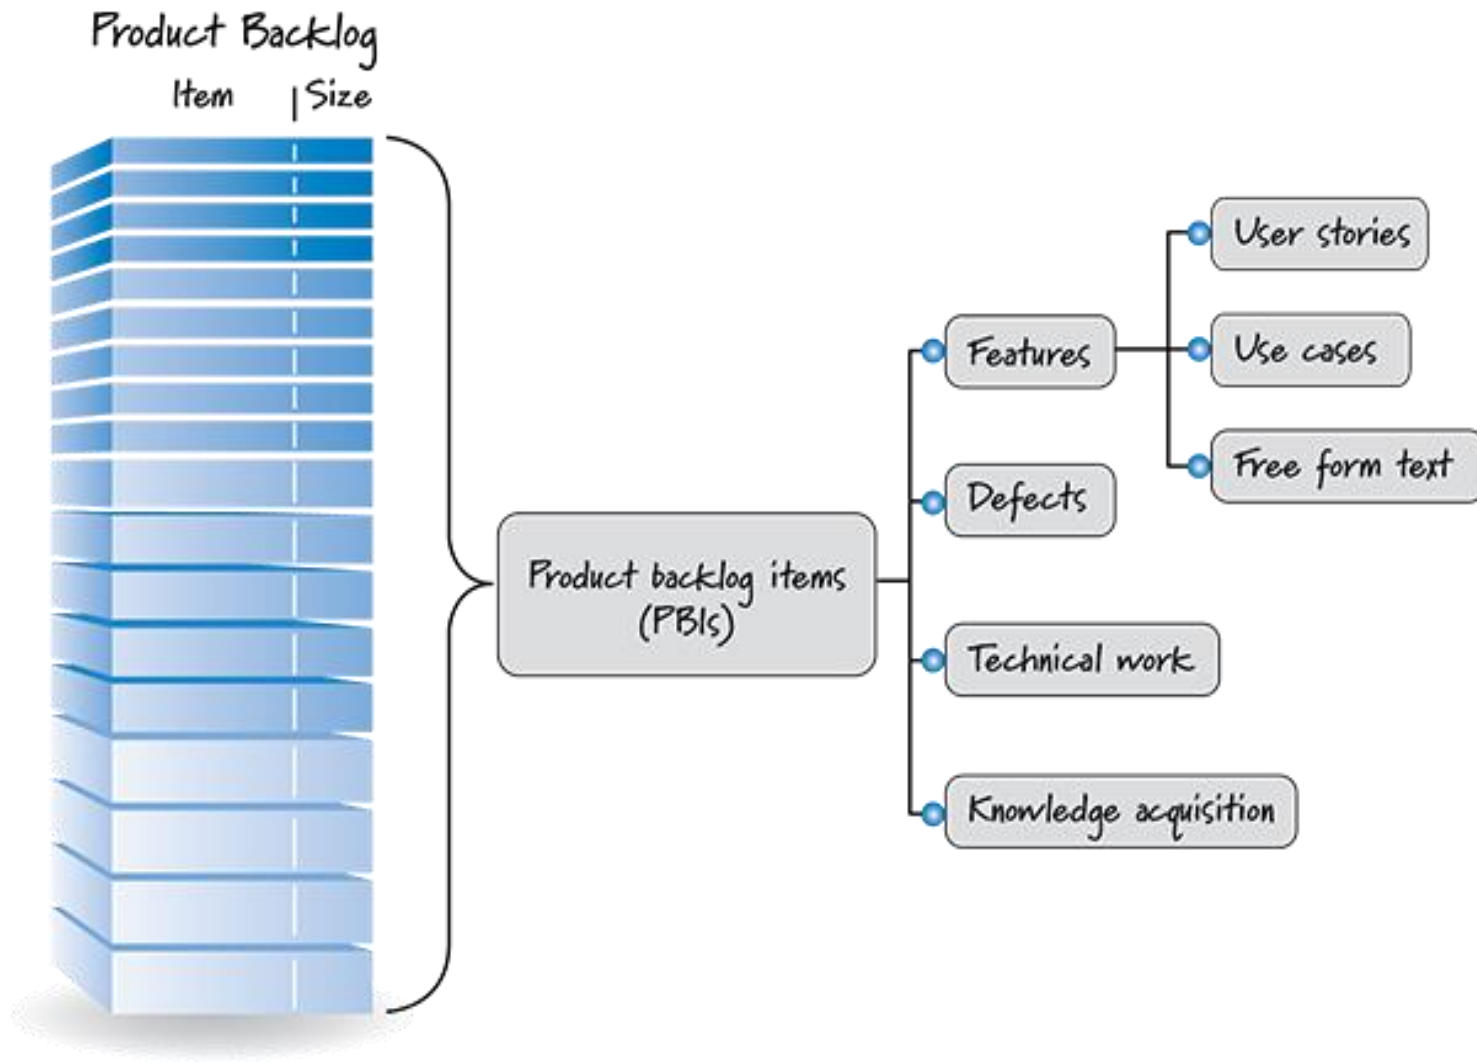 Product Backlog
Item | Size
User stories
Features
Use cases
Free form text
Defects
Product backlog items
(PBIs)
Technical work
Knowledge acquisition